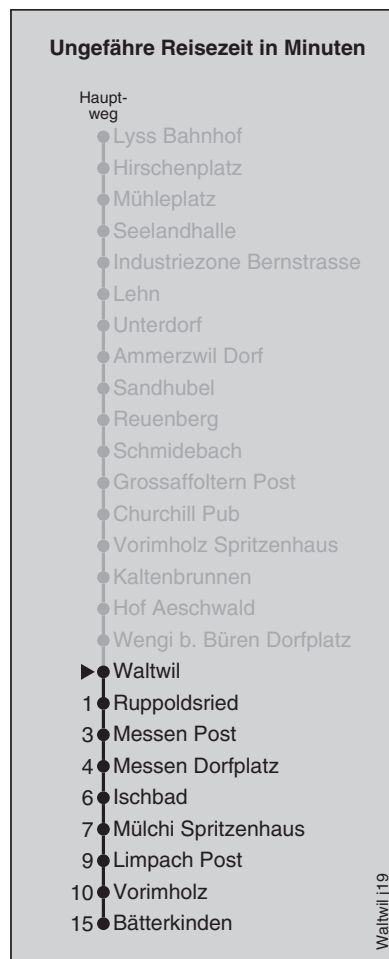 Ungefähre Reisezeit in Minuten
Haupt-
weg
Lyss Bahnhof
Hirschenplatz
Mühleplatz
Seelandhalle
Industriezone Bernstrasse
Lehn
Unterdorf
Ammerzwil Dorf
Sandhubel
Reuenberg
Schmidebach
Grossaffoltern Post
Churchill Pub
Vorimholz Spritzenhaus
Kaltenbrunnen
Hof Aeschwald
Wengi b. Büren Dorfplatz
Waltwil
1 Ruppoldsried
3 Messen Post
4 Messen Dorfplatz
6 Ischbad
7 Mülchi Spritzenhaus
9 Limpach Post
10 Vorimholz
15 Bätterkinden
Waltwil j19